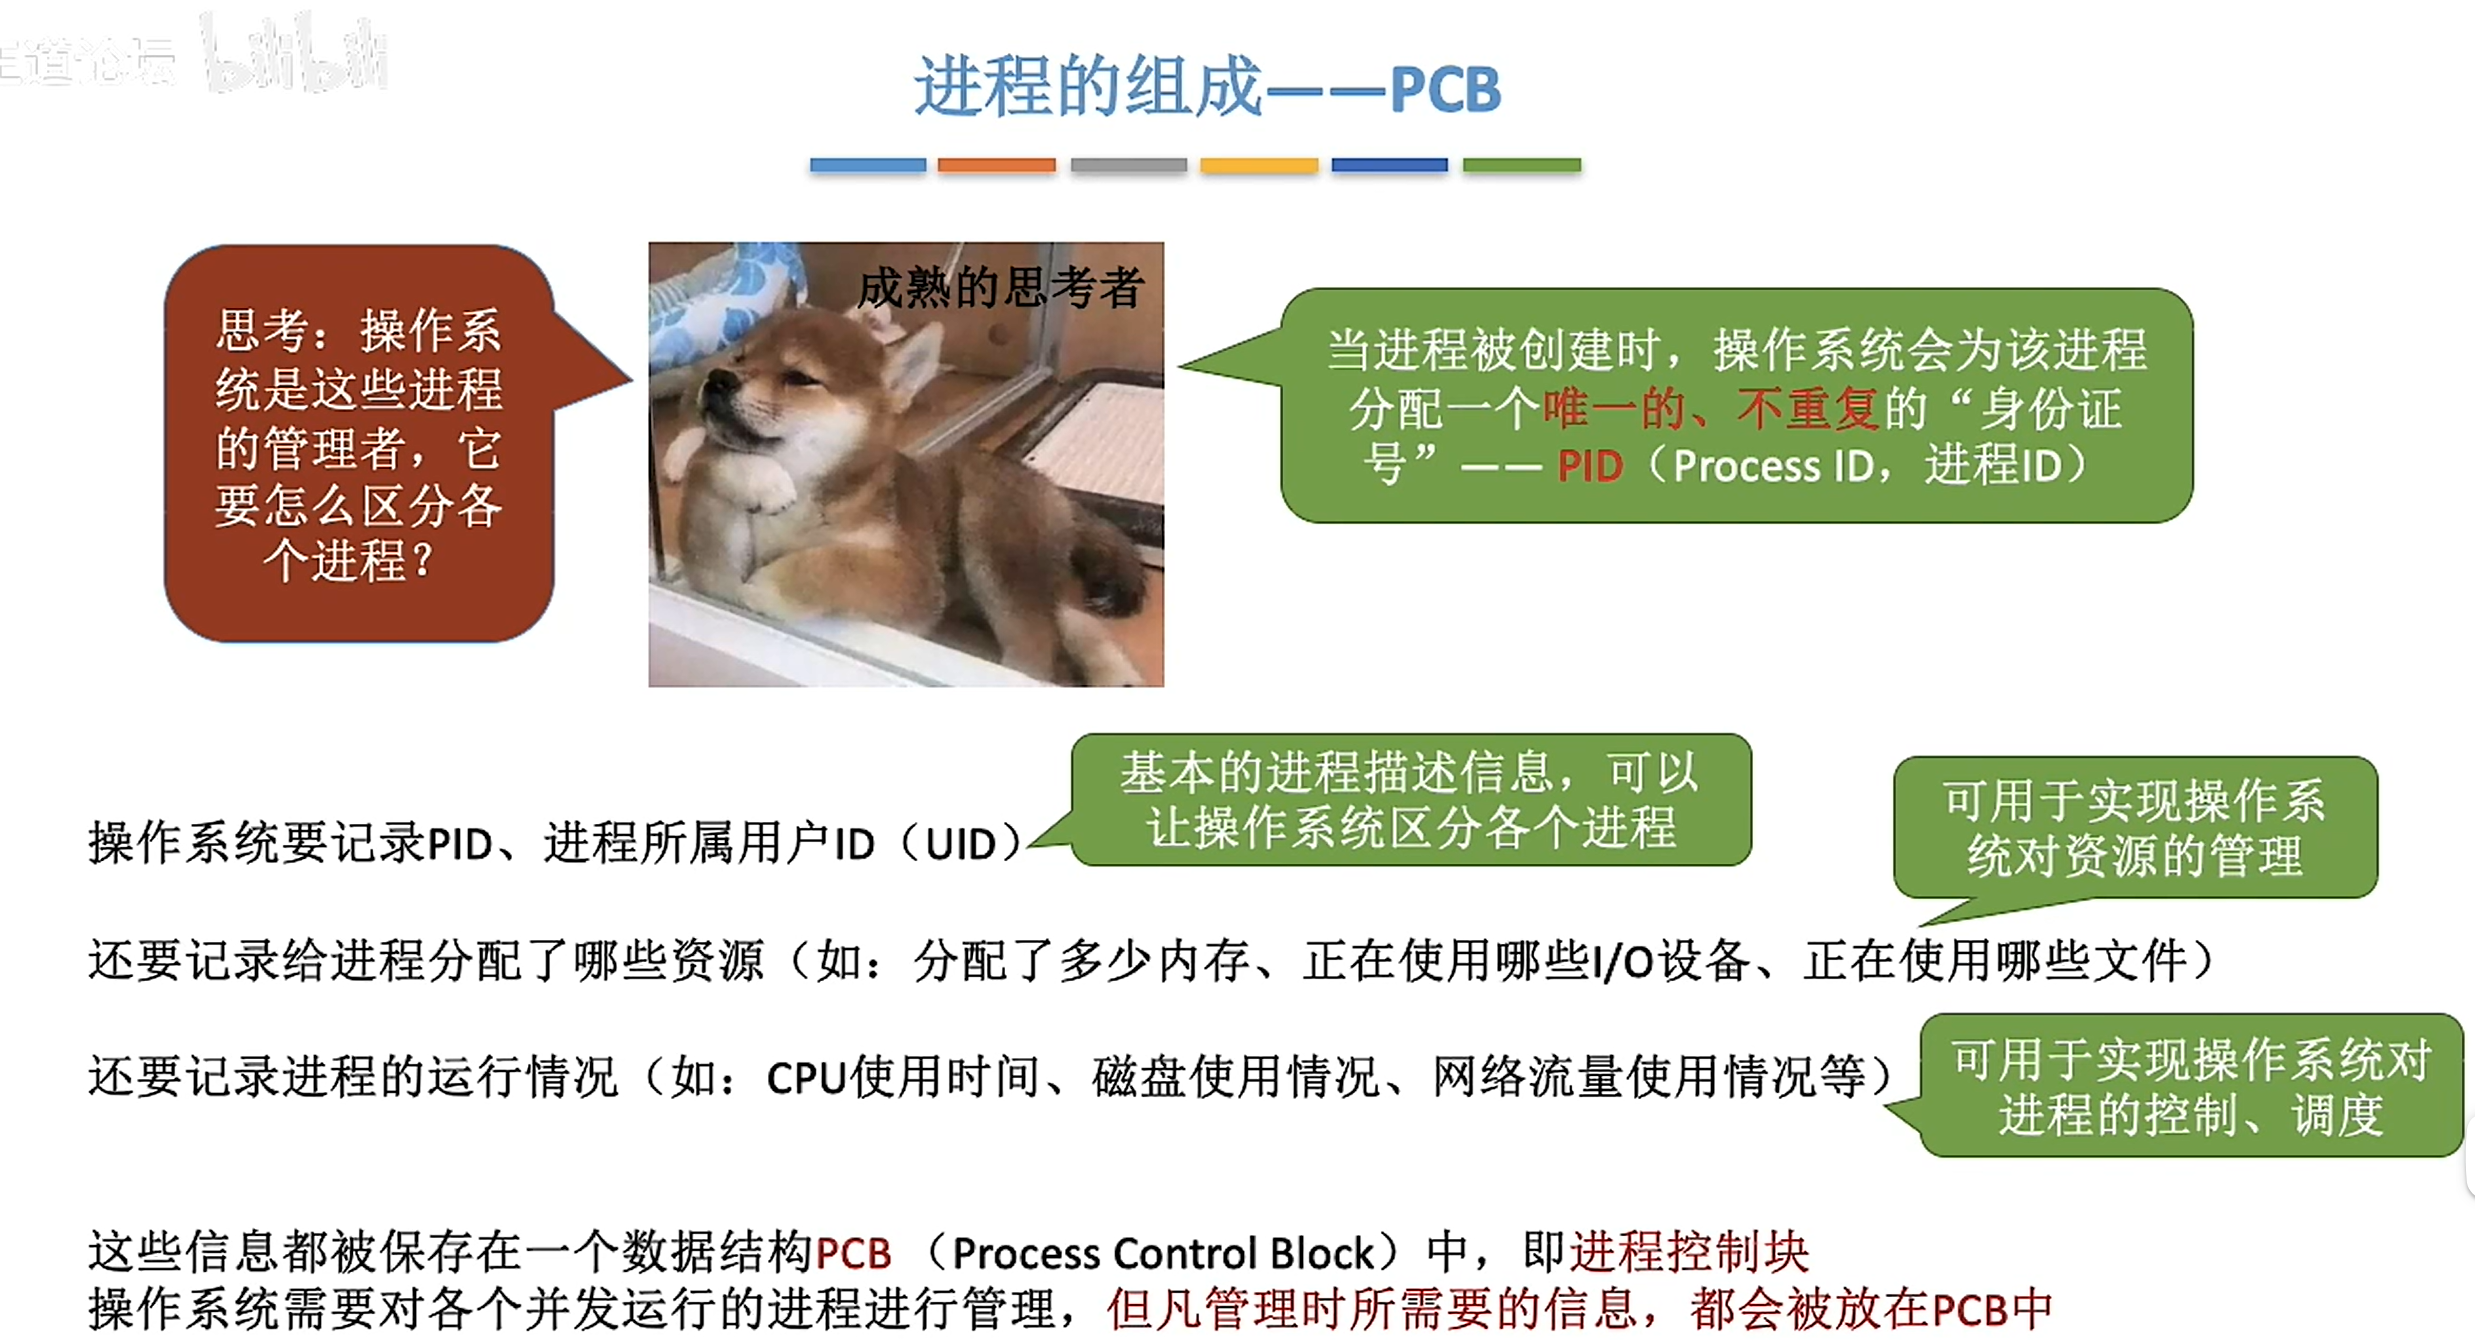 王道论坛 bilibili
进程的组成——PCB
思考：操作系
统是这些进程
的管理者，它
要怎么区分各
个进程？
成熟的思考者
当进程被创建时，操作系统会为该进程
分配一个唯一的、不重复的“身份证
号”—— PID（Process ID，进程ID）
基本的进程描述信息，可以
让操作系统区分各个进程
操作系统要记录PID、进程所属用户ID（UID）
可用于实现操作系
统对资源的管理
还要记录给进程分配了哪些资源（如：分配了多少内存、正在使用哪些I/O设备、正在使用哪些文件）
还要记录进程的运行情况（如：CPU使用时间、磁盘使用情况、网络流量使用情况等）
可用于实现操作系统对
进程的控制、调度
这些信息都被保存在一个数据结构PCB （Process Control Block）中，即进程控制块
操作系统需要对各个并发运行的进程进行管理，但凡管理时所需要的信息，都会被放在PCB中